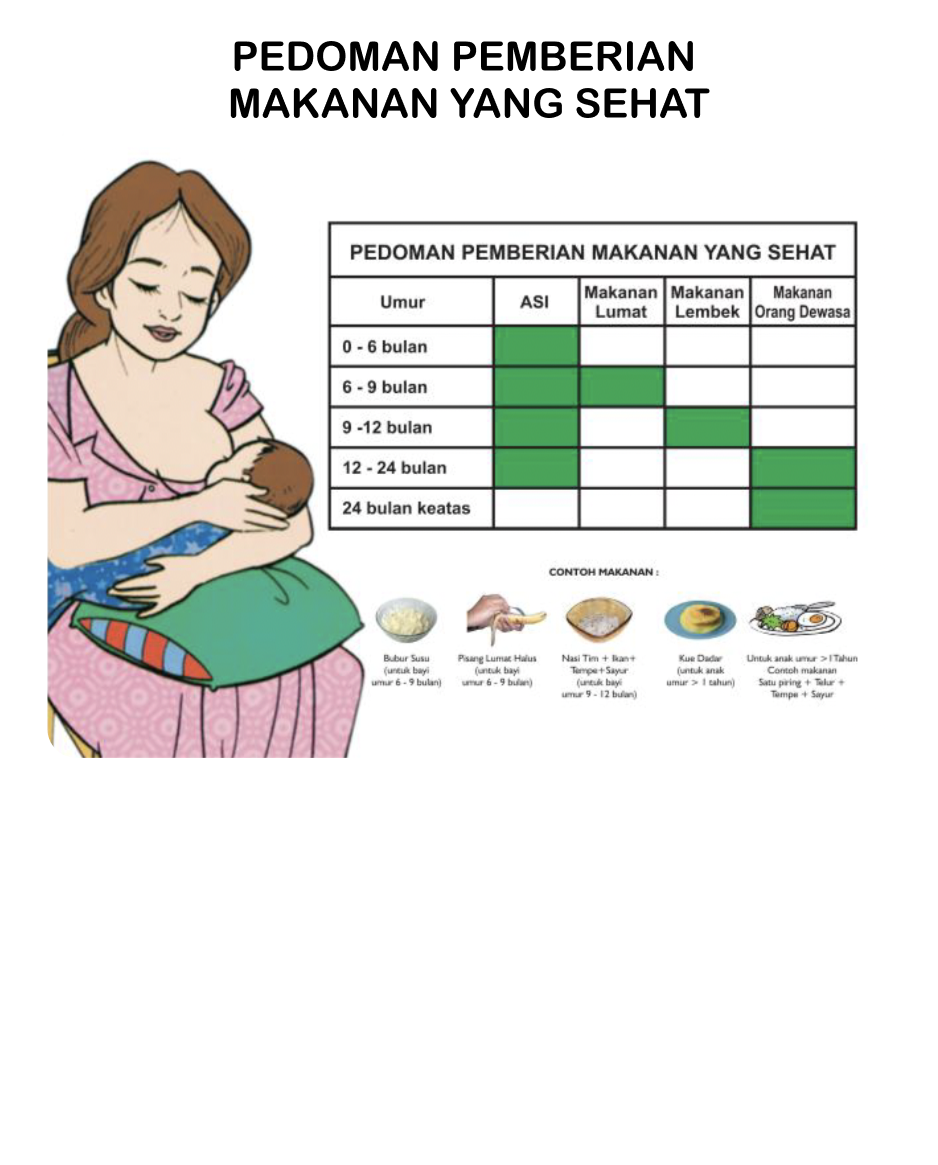 PEDOMAN PEMBERIAN
MAKANAN YANG SEHAT
PEDOMAN PEMBERIAN MAKANAN YANG SEHAT
Umur
ASI
Makanan
Lumat
Makanan
Lembek
Makanan
Orang Dewasa
0 - 6 bulan
6 - 9 bulan
9 -12 bulan
12 - 24 bulan
24 bulan keatas
CONTOH MAKANAN :
Bubur Susu
(untuk bayi
umur 6 - 9 bulan)
Pisang Lumat Halus
(untuk bayi
umur 6 - 9 bulan)
Nasi Tim + Ikan+
Tempe+Sayur
(untuk bayi
umur 9 - 12 bulan)
Kue Dadar
(untuk anak
umur > 1 tahun)
Untuk anak umur >1Tahun
Contoh makanan
Satu piring + Telur +
Tempe + Sayur